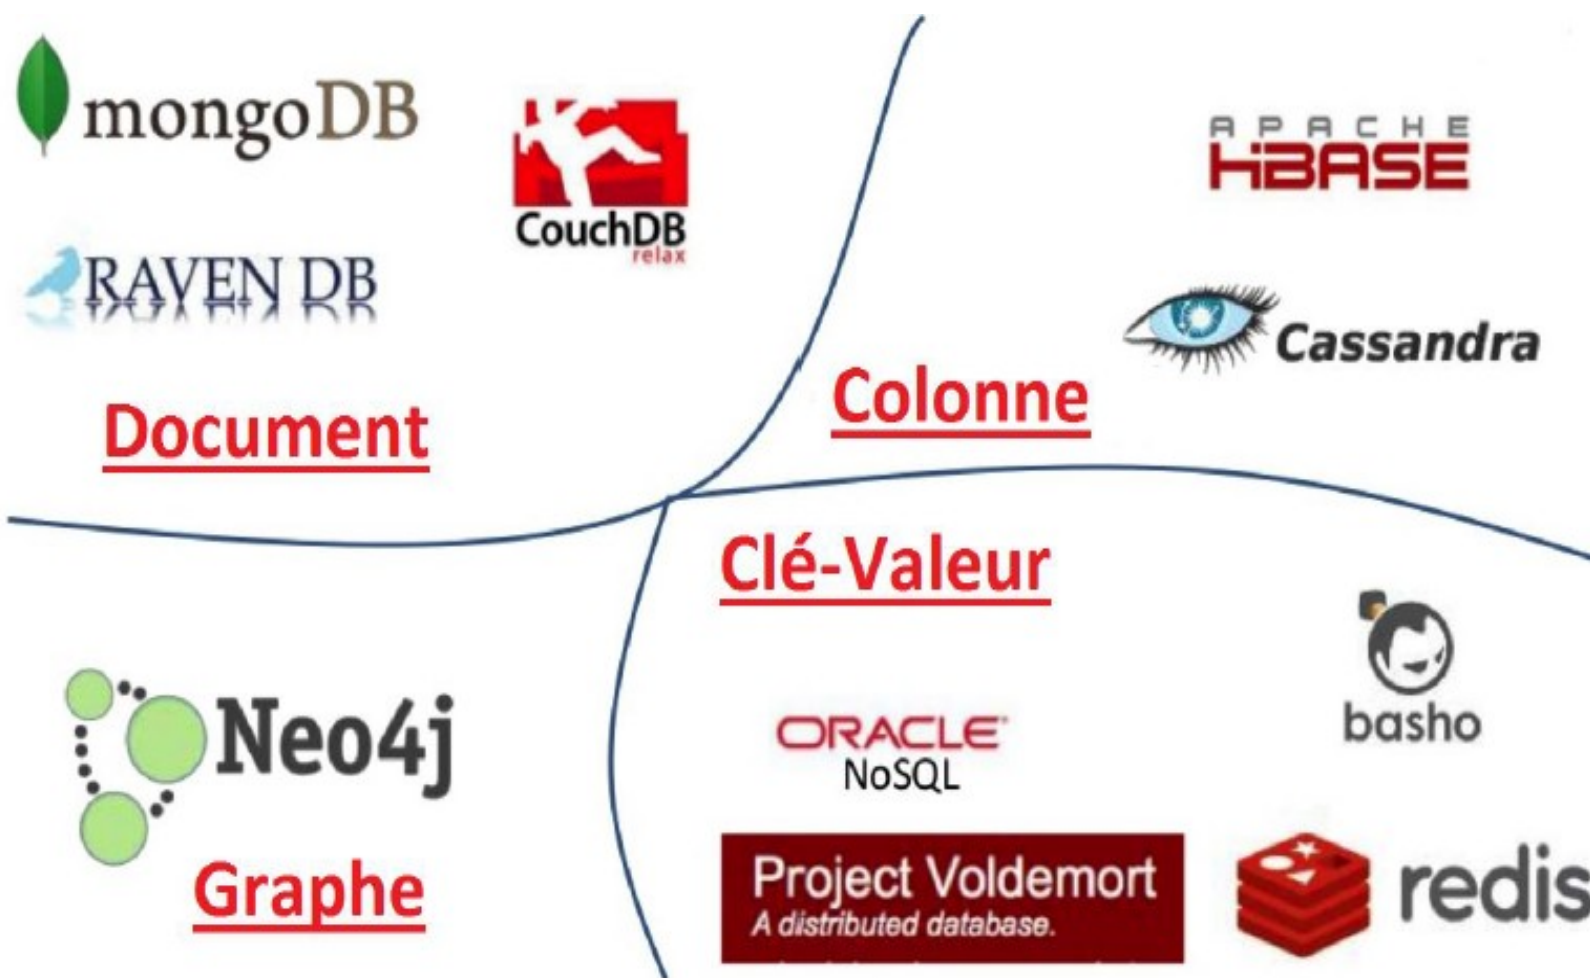 mongoDB
CouchDB
relax
RAVEN DB
Document
APACHE
HBASE
Cassandra
Colonne
Clé-Valeur
basho
ORACLE
NoSQL
Project Voldemort
A distributed database.
redis
Neo4j
Graphe